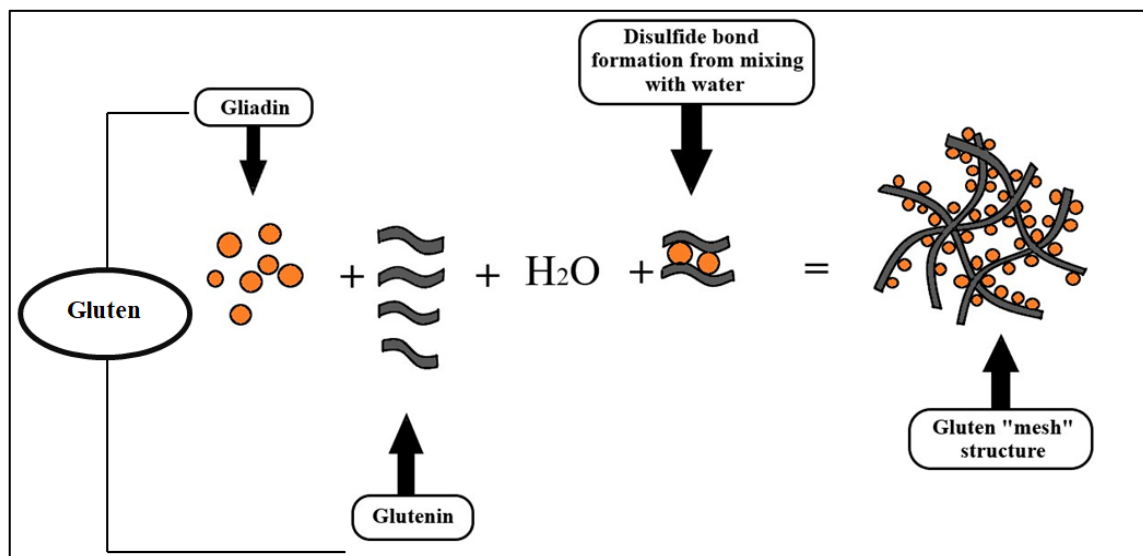 Disulfide bond
formation from mixing
with water
Gliadin
Gluten
+ + H₂O + =
Glutenin
Gluten "mesh"
structure